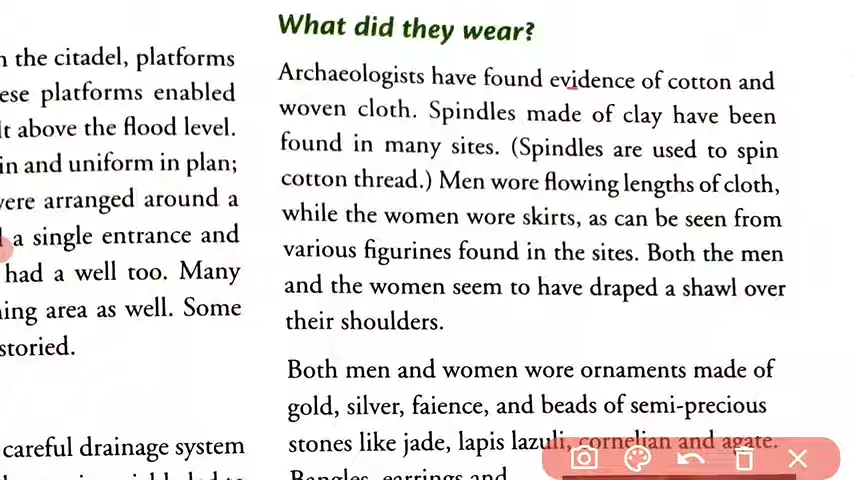 n the citadel, platforms
ese platforms enabled
lt above the flood level.
in and uniform in plan;
vere arranged around a
a single entrance and
had a well too. Many
ing area as well. Some
storied.
careful drainage system
What did they wear?
Archaeologists have found evidence of cotton and
woven cloth. Spindles made of clay have been
found in many sites. (Spindles are used to spin
cotton thread.) Men wore flowing lengths of cloth,
while the women wore skirts, as can be seen from
various figurines found in the sites. Both the men
and the women seem to have draped a shawl over
their shoulders.
Both men and women wore ornaments made of
gold, silver, faience, and beads of semi-precious
stones like jade, lapis lazuli, cornelian and agate.
Bangles, earrings and